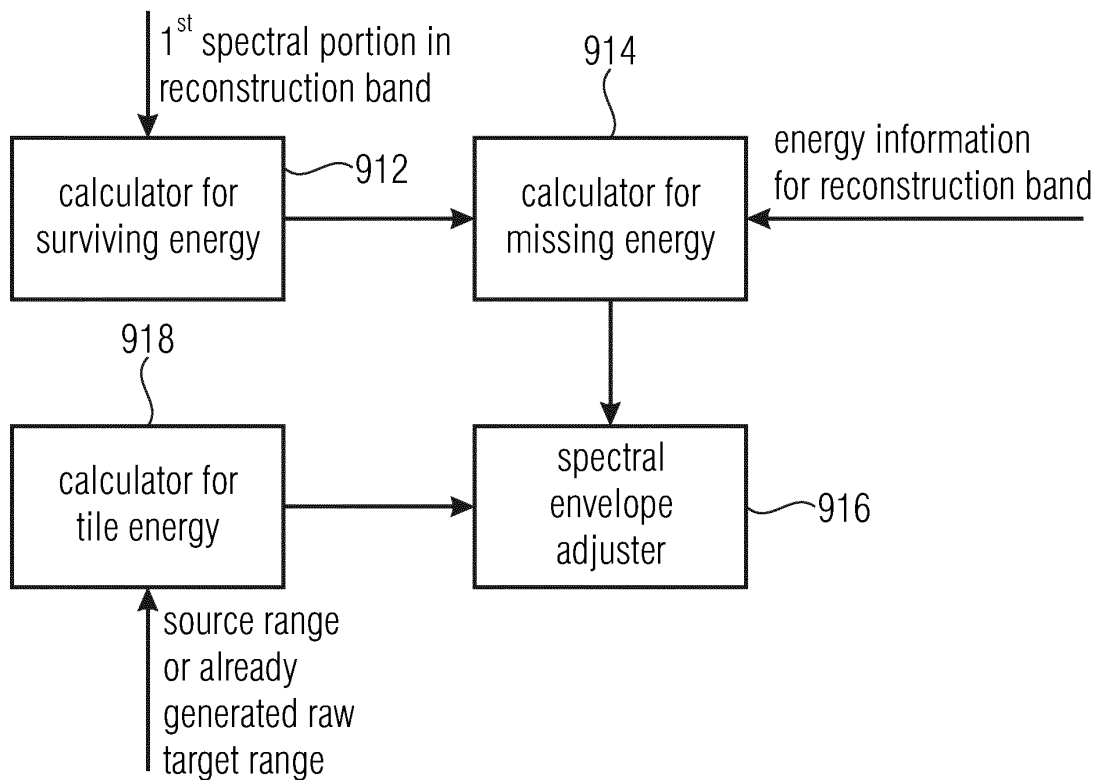 1st spectral portion in
reconstruction band
914
912
calculator for
surviving energy
calculator for
missing energy
energy information
for reconstruction band
918
calculator for
tile energy
spectral
envelope
adjuster
916
source range
or already
generated raw
target range